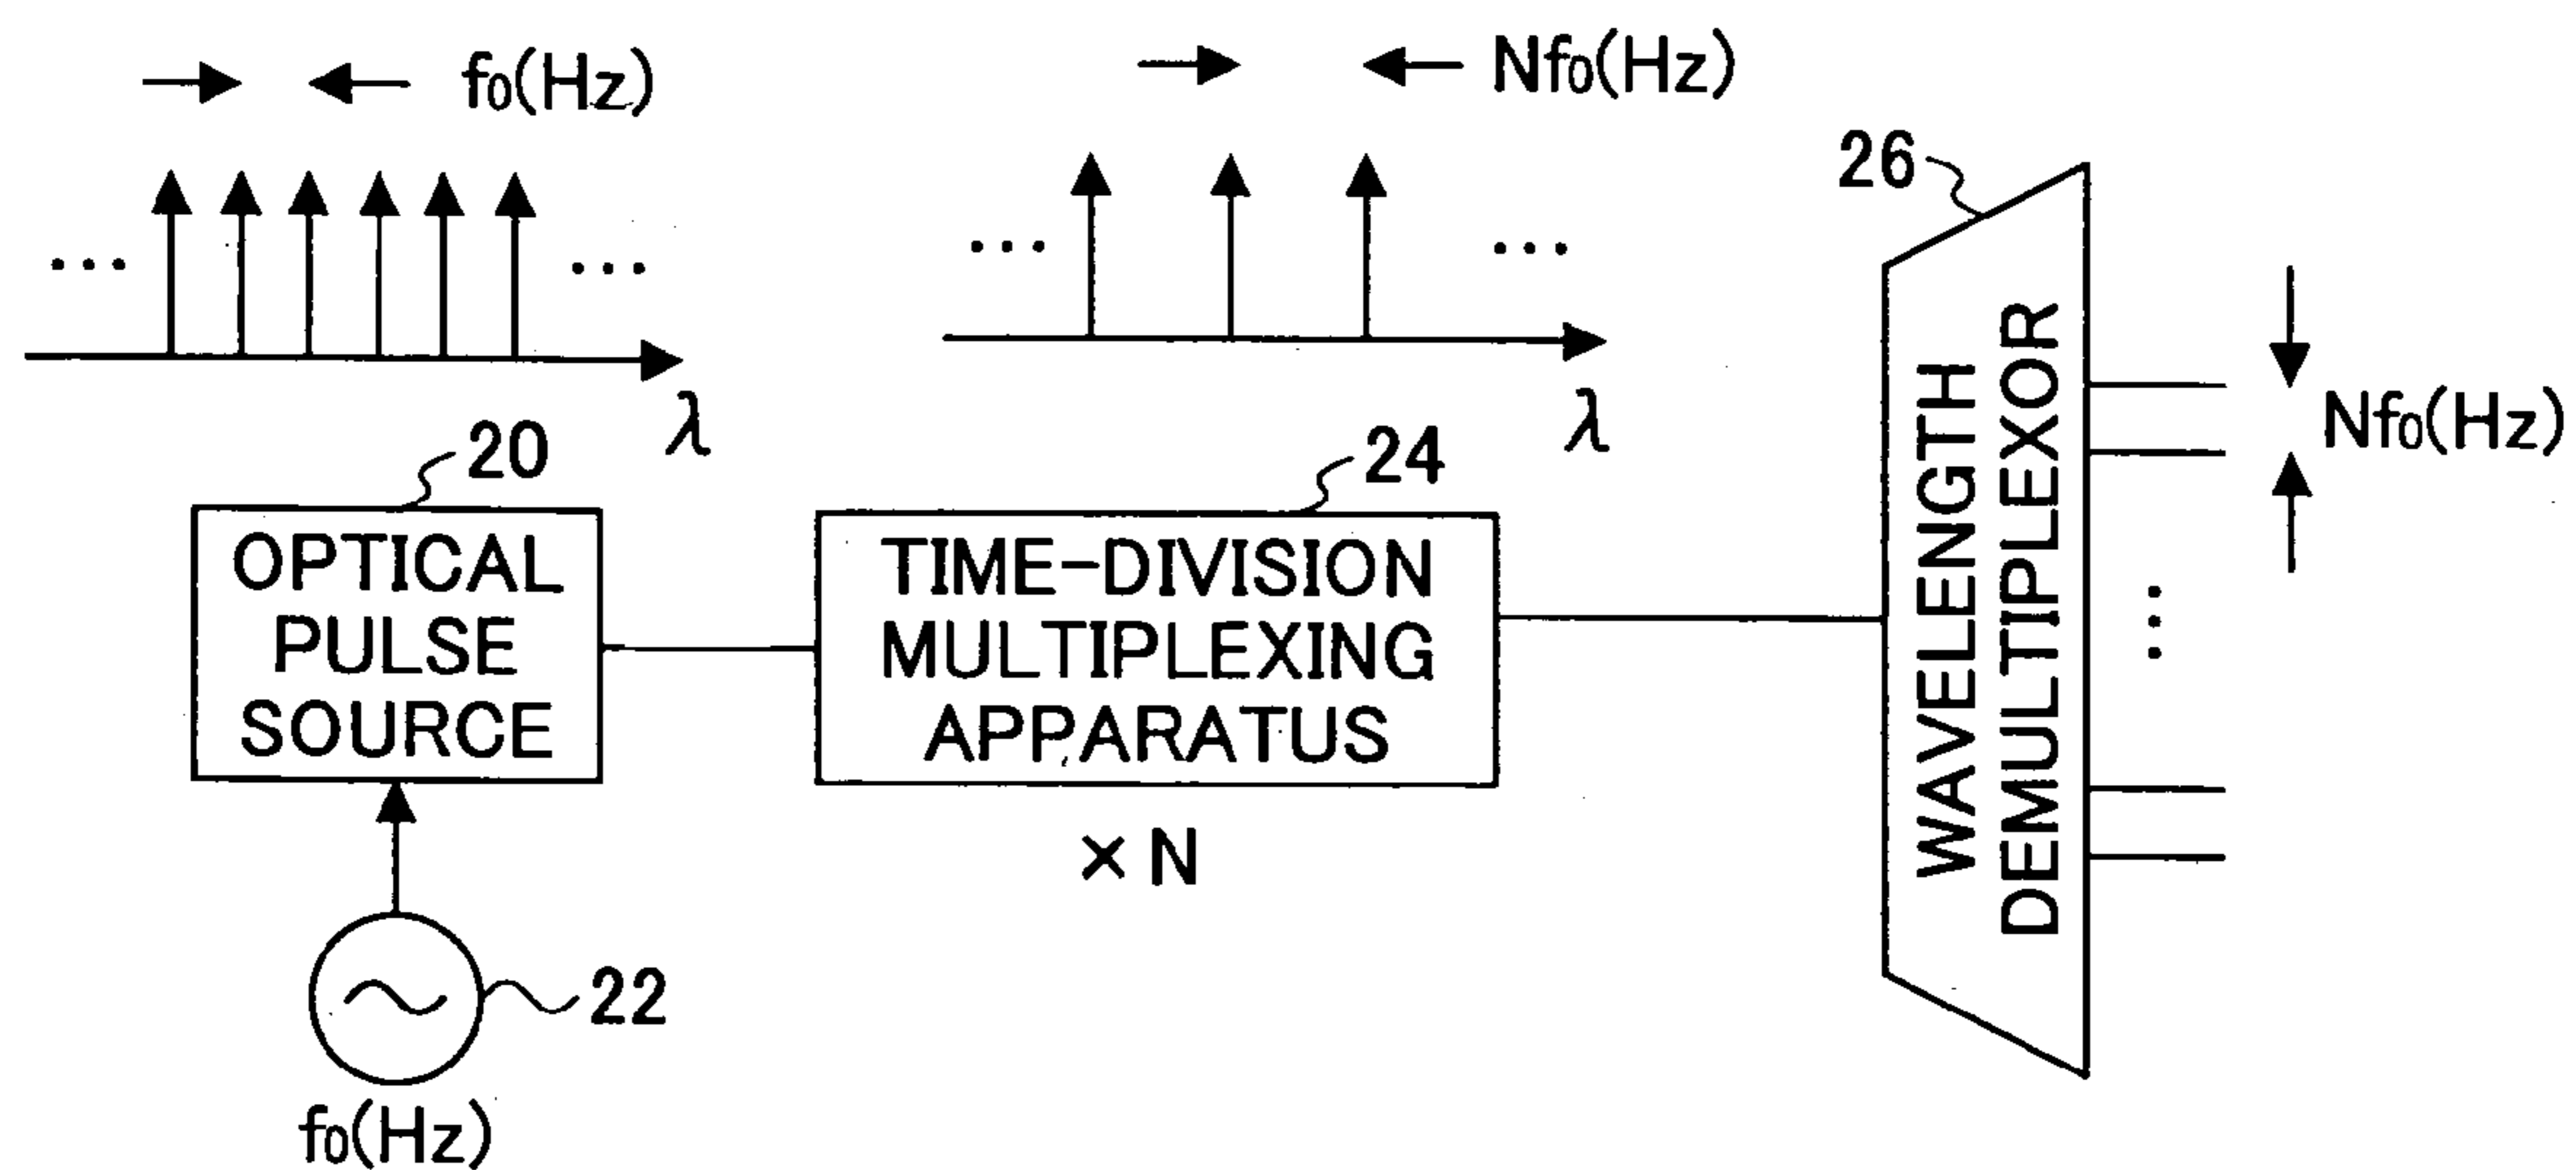 f₀(Hz)
Nf₀(Hz)
...
...
...
...
λ
λ
26
20
24
22
OPTICAL
PULSE
SOURCE
TIME-DIVISION
MULTIPLEXING
APPARATUS
× N
WAVELENGTH
DEMULTIPLEXOR
Nf₀(Hz)
f₀(Hz)